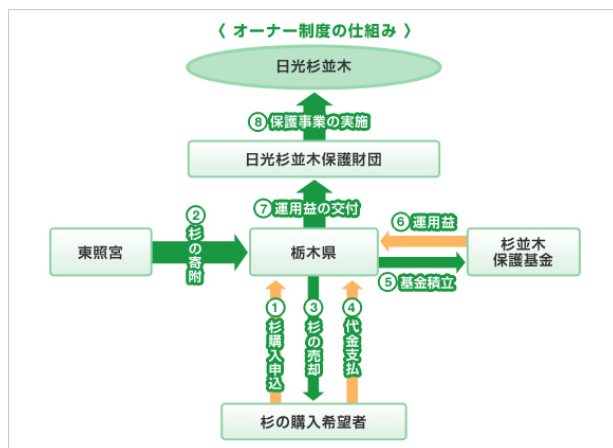 〈 オーナー制度の仕組み 〉
日光杉並木
⑧保護事業の実施
日光杉並木保護財団
⑦運用益の交付
②杉の寄附
⑥運用益
東照宮
栃木県
杉並木
保護基金
⑤基金積立
①杉購入申込
③杉の売却
④代金支払
杉の購入希望者